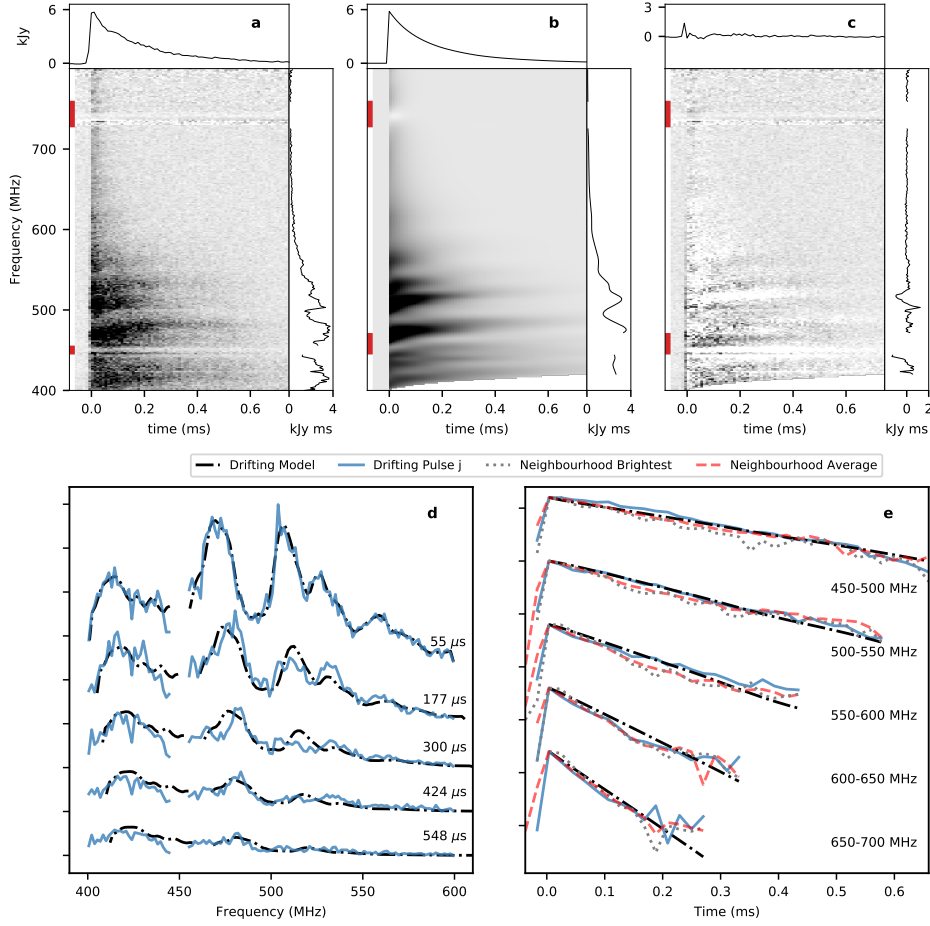 6
0
kJy
a
6
0
b
3
0
c
700
600
500
400
Frequency (MHz)
0.0 0.2 0.4 0.6 0 4
time (ms) kJy ms
0.0 0.2 0.4 0.6 0 4
time (ms) kJy ms
0.0 0.2 0.4 0.6 0 2
time (ms) kJy ms
Drifting Model Drifting Pulse j Neighbourhood Brightest Neighbourhood Average
d
55 μs
177 μs
300 μs
424 μs
548 μs
400 450 500 550 600
Frequency (MHz)
e
450-500 MHz
500-550 MHz
550-600 MHz
600-650 MHz
650-700 MHz
0.0 0.1 0.2 0.3 0.4 0.5 0.6
Time (ms)